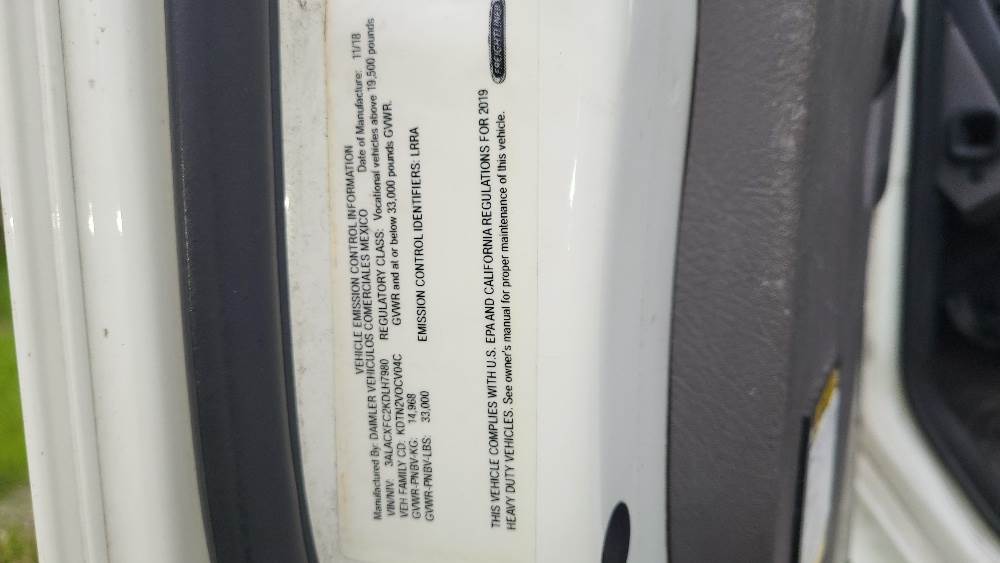 VEHICLE EMISSION CONTROL INFORMATION
Manufactured By: DAIMLER VEHICULOS COMERCIALES MEXICO Date of Manufacture: 11/18
VIN/NIV: 3ALACXFC2KDLH7980 REGULATORY CLASS: Vocational vehicles above 19,500 pounds
VEH FAMILY CD: KDTN2VOCV04C GVWR and at or below 33,000 pounds GVWR.
GVWR-PNBV-KG: 14,968
GVWR-PNBV-LBS: 33,000 EMISSION CONTROL IDENTIFIERS: LRRA
THIS VEHICLE COMPLIES WITH U.S. EPA AND CALIFORNIA REGULATIONS FOR 2019
HEAVY DUTY VEHICLES. See owner's manual for proper maintenance of this vehicle.
FREIGHTLINER